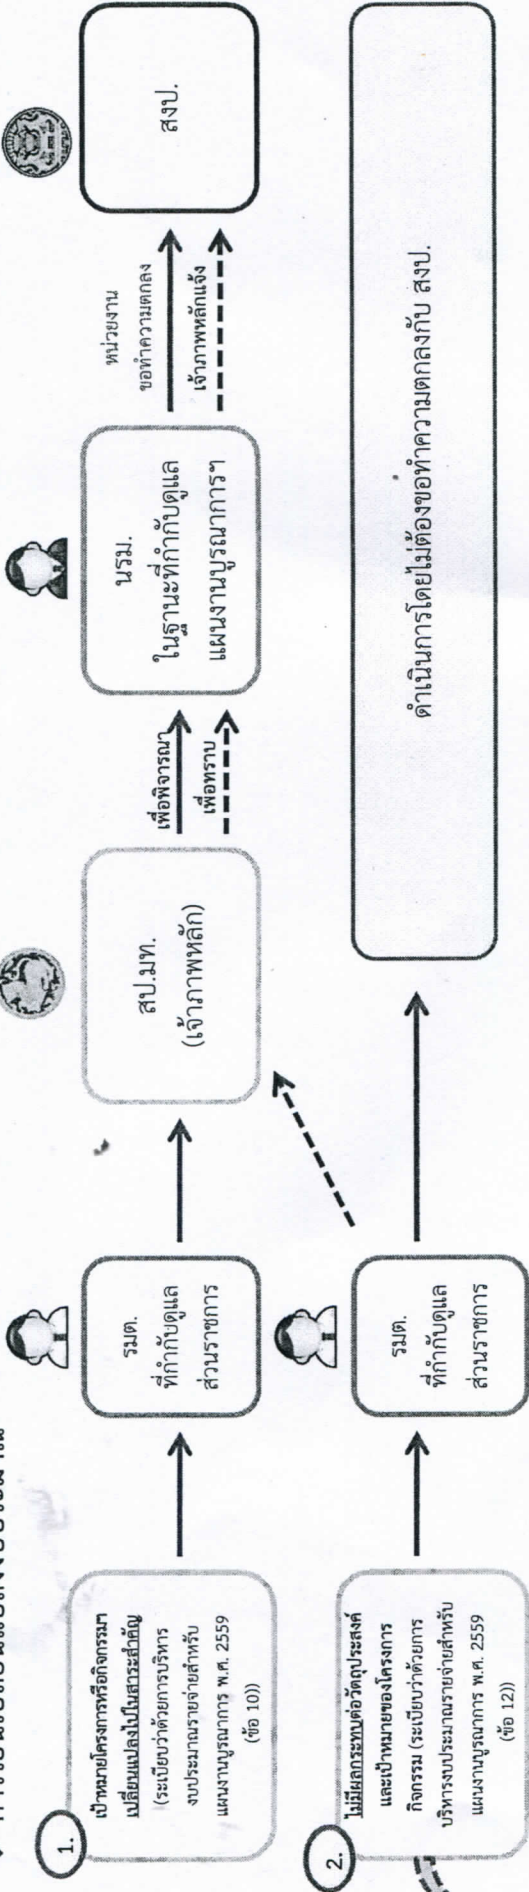 1.
เป้าหมายโครงการหรือกิจกรรมฯ
เปลี่ยนแปลงไปในสาระสำคัญ
(ระเบียบว่าด้วยการบริหาร
งบประมาณรายจ่ายสำหรับ
แผนงานบูรณาการ พ.ศ. 2559
(ข้อ 10))
รมต.
ที่กำกับดูแล
ส่วนราชการ
สป.มท.
(เจ้าภาพหลัก)
เพื่อพิจารณา
เพื่อทราบ
นรม.
ในฐานะที่กำกับดูแล
แผนงานบูรณาการฯ
หน่วยงาน
ขอทำความตกลง
เจ้าภาพหลักแจ้ง
สงป.
2.
ไม่มีผลกระทบต่อวัตถุประสงค์
และเป้าหมายของโครงการ
กิจกรรม (ระเบียบว่าด้วยการ
บริหารงบประมาณรายจ่ายสำหรับ
แผนงานบูรณาการ พ.ศ. 2559
(ข้อ 12))
รมต.
ที่กำกับดูแล
ส่วนราชการ
ดำเนินการโดยไม่ต้องขอทำความตกลงกับ สงป.